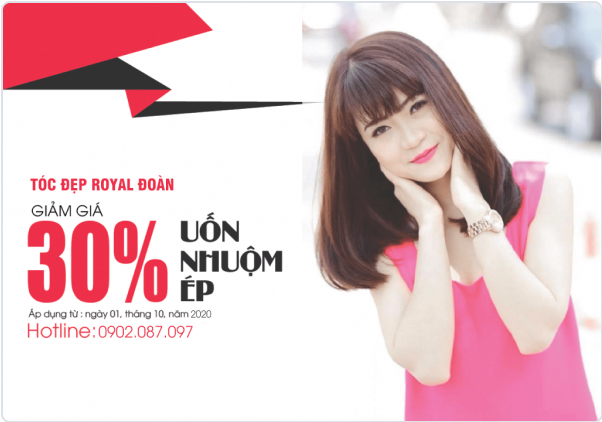 TÓC ĐẸP ROYAL ĐOÀN
GIẢM GIÁ
30%
UỐN
NHUỘM
ÉP
Áp dụng từ : ngày 01, tháng 10, năm 2020
Hotline: 0902.087.097